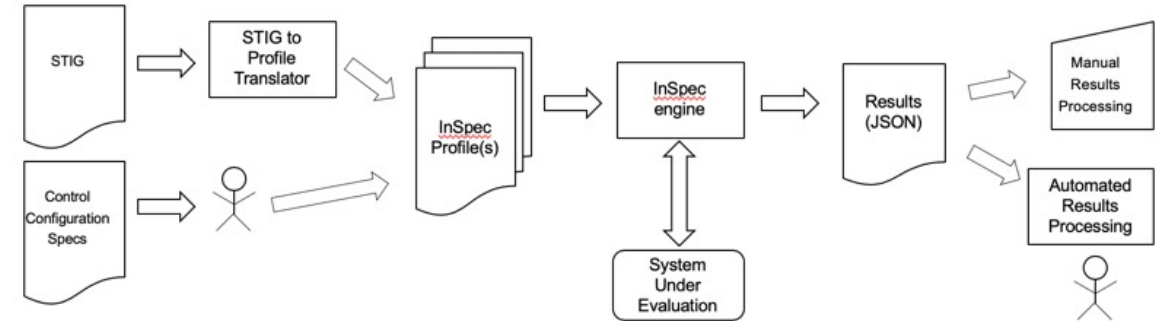 STIG
STIG to
Profile
Translator
Control
Configuration
Specs
InSpec
Profile(s)
InSpec
engine
System
Under
Evaluation
Results
(JSON)
Manual
Results
Processing
Automated
Results
Processing